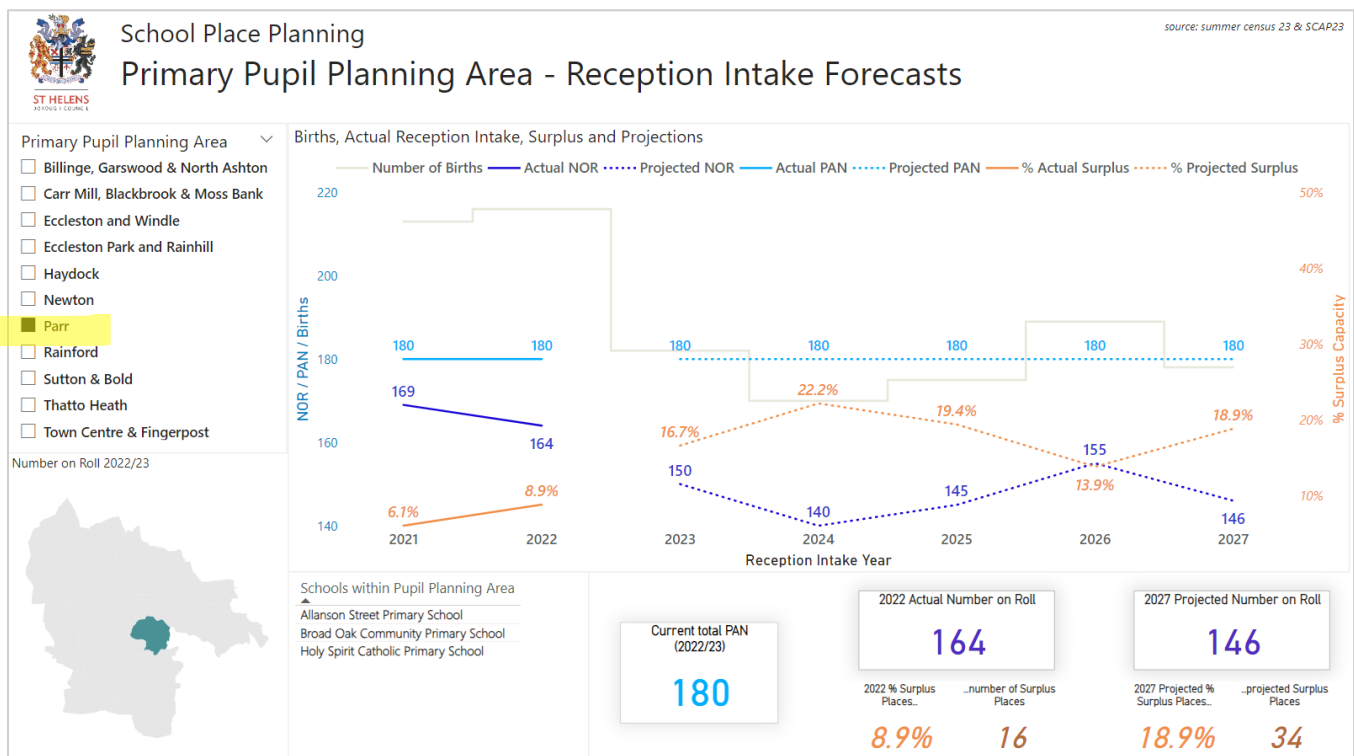 School Place Planning
source: summer census 23 & SCAP23
Primary Pupil Planning Area - Reception Intake Forecasts
ST HELENS
BOROUGH COUNCIL
Primary Pupil Planning Area
Billinge, Garswood & North Ashton
Carr Mill, Blackbrook & Moss Bank
Eccleston and Windle
Eccleston Park and Rainhill
Haydock
Newton
Parr
Rainford
Sutton & Bold
Thatto Heath
Town Centre & Fingerpost
Number on Roll 2022/23
Births, Actual Reception Intake, Surplus and Projections
Number of Births Actual NOR Projected NOR Actual PAN Projected PAN % Actual Surplus % Projected Surplus
NOR / PAN / Births
220
200
180
160
140
50%
40%
30%
20%
10%
% Surplus Capacity
180 180 180 180 180 180 180
169 164 150 140 145 155 146
6.1% 8.9% 16.7% 22.2% 19.4% 13.9% 18.9%
2021 2022 2023 2024 2025 2026 2027
Reception Intake Year
Schools within Pupil Planning Area
Allanson Street Primary School
Broad Oak Community Primary School
Holy Spirit Catholic Primary School
Current total PAN
(2022/23)
180
2022 Actual Number on Roll
164
2022 % Surplus
Places...
8.9%
...number of Surplus
Places
16
2027 Projected Number on Roll
146
2027 Projected %
Surplus Places...
18.9%
...projected Surplus
Places
34